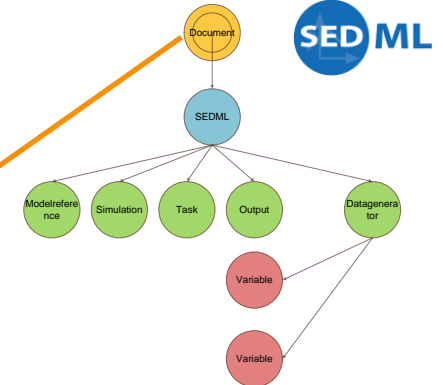 Document
SED ML
SEDML
Modelrefere
nce
Simulation
Task
Output
Datagenera
tor
Variable
Variable